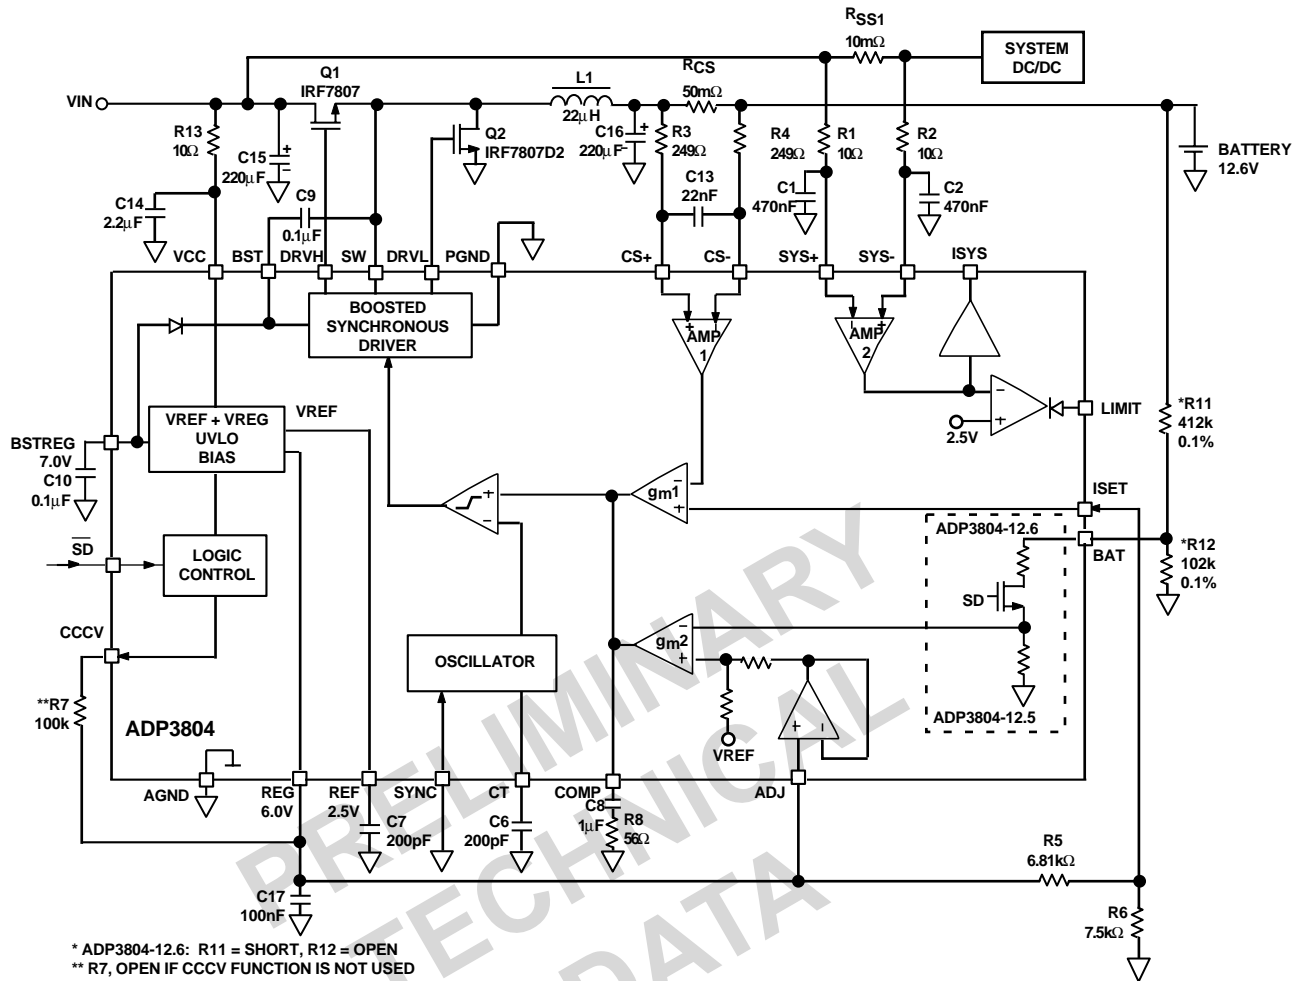 RSS1
10mΩ
SYSTEM
DC/DC
Q1
IRF7807
L1
22μH
RCS
50mΩ
VIN
R13
10Ω
C15
220μF
+
−
Q2
IRF7807D2
C16
220μF
+
−
R3
249Ω
R4
249Ω
R1
10Ω
R2
10Ω
BATTERY
12.6V
C14
2.2μF
C9
0.1μF
C13
22nF
C1
470nF
C2
470nF
VCC
BST
DRVH
SW
DRVL
PGND
CS+
CS-
SYS+
SYS-
ISYS
BOOSTED
SYNCHRONOUS
DRIVER
+ −
AMP
1
− +
AMP
2
−
+
2.5V
LIMIT
*R11
412k
0.1%
VREF + VREG
UVLO
BIAS
VREF
BSTREG
7.0V
C10
0.1μF
+
−
gm1
−
+
ISET
ADP3804-12.6
BAT
*R12
102k
0.1%
SD
LOGIC
CONTROL
SD
CCCV
OSCILLATOR
gm2
−
+
**R7
100k
ADP3804
VREF
+ −
ADP3804-12.5
AGND
REG
6.0V
REF
2.5V
SYNC
CT
COMP
ADJ
C7
200pF
C6
200pF
C8
1μF
R8
56Ω
R5
6.81kΩ
C17
100nF
R6
7.5kΩ
* ADP3804-12.6: R11 = SHORT, R12 = OPEN
** R7, OPEN IF CCCV FUNCTION IS NOT USED
PRELIMINARY
TECHNICAL
DATA